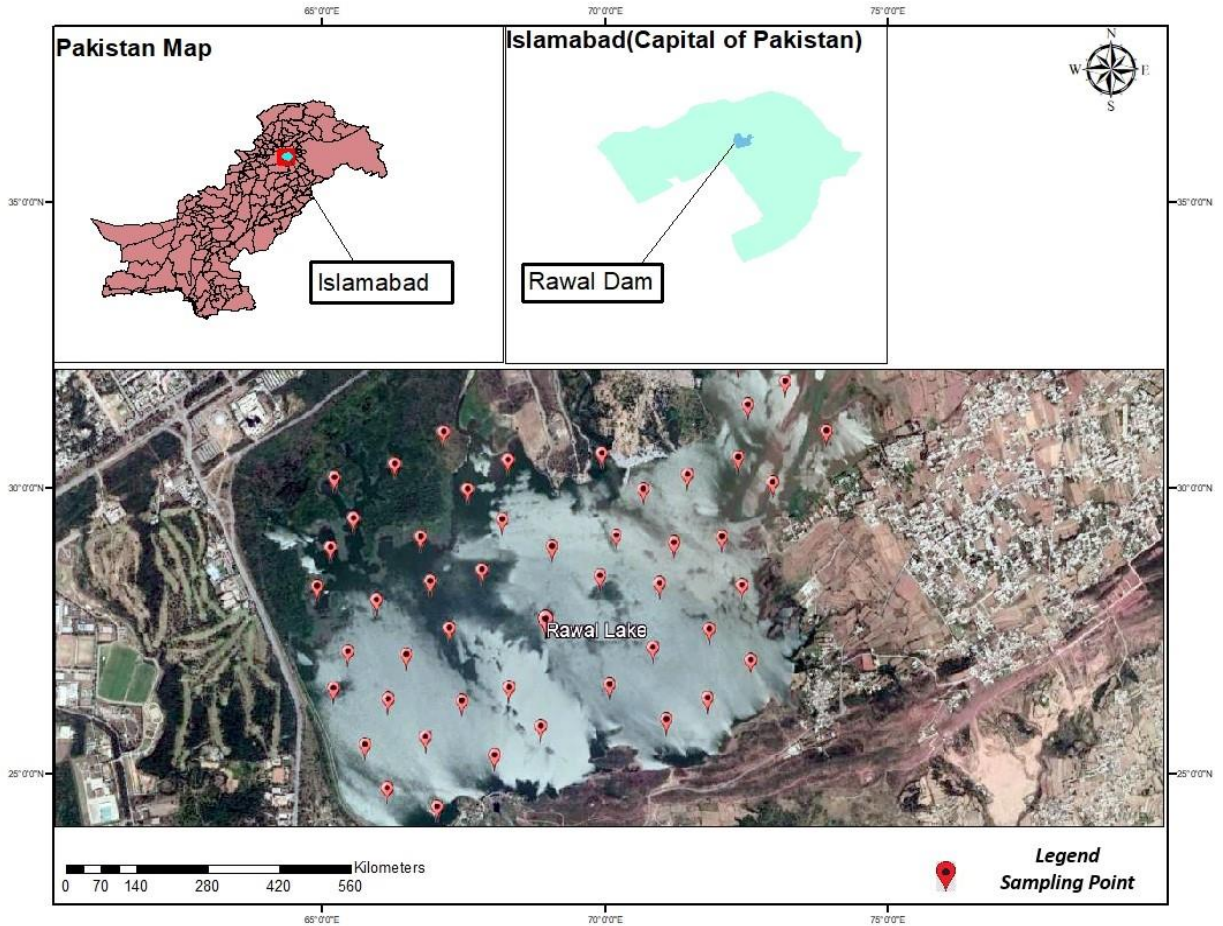 65°0'0"E 70°0'0"E 75°0'0"E
Pakistan Map
Islamabad(Capital of Pakistan)
N
W E
S
35°0'0"N 35°0'0"N
Islamabad
Rawal Dam
30°0'0"N 30°0'0"N
Rawal Lake
25°0'0"N 25°0'0"N
Kilometers
0 70 140 280 420 560
Legend
Sampling Point
65°0'0"E 70°0'0"E 75°0'0"E